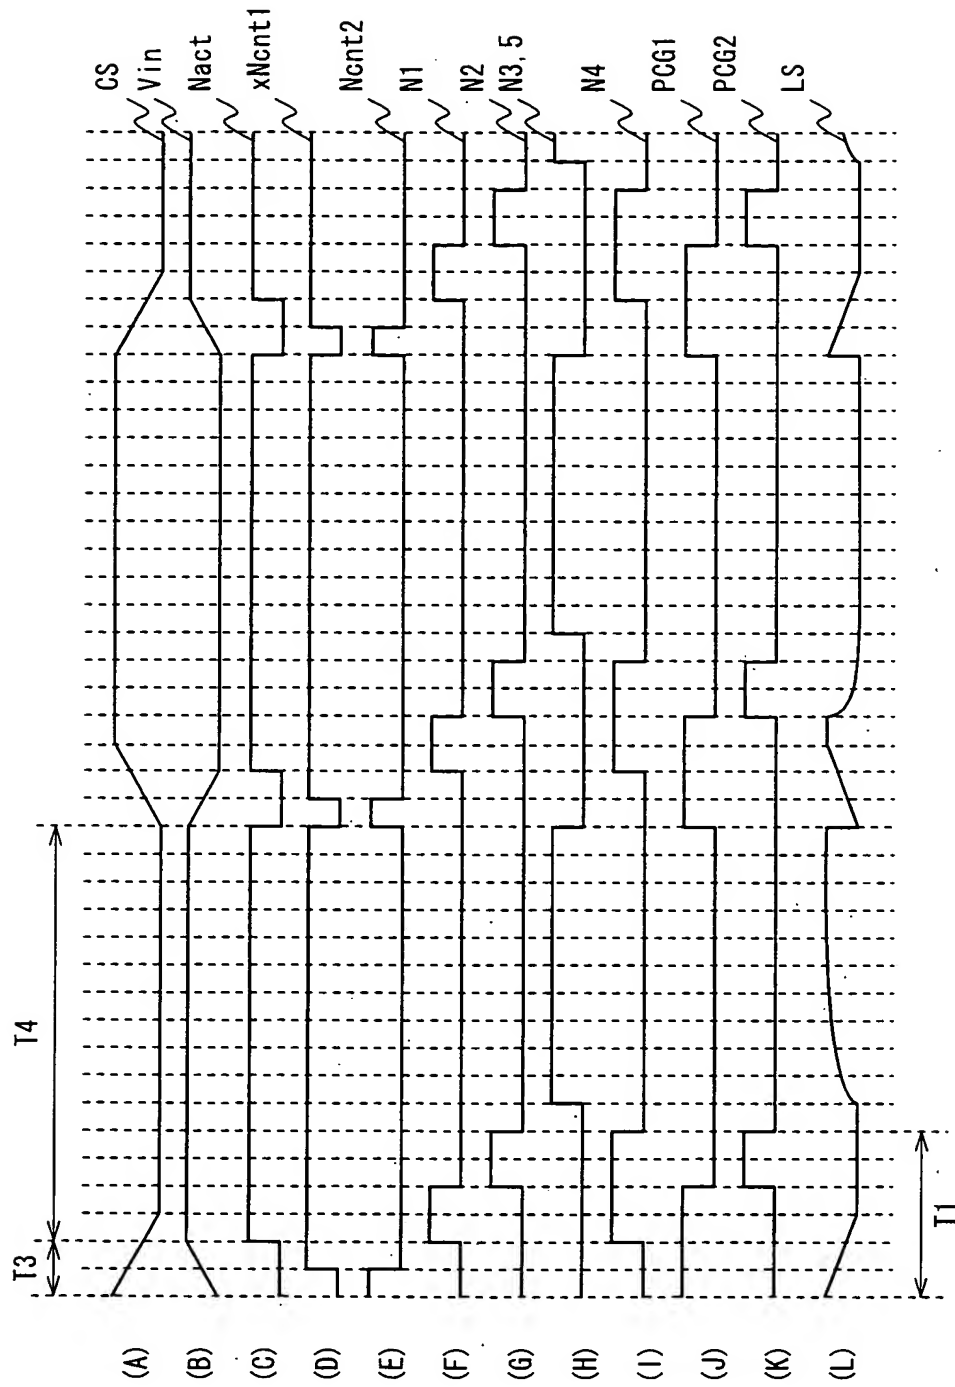 T3
T4
(A)
CS
(B)
Vin
(C)
Nact
(D)
xNcnt1
(E)
Ncnt2
(F)
N1
(G)
N2
(H)
N3,5
(I)
N4
(J)
PCG1
(K)
PCG2
(L)
LS
T1